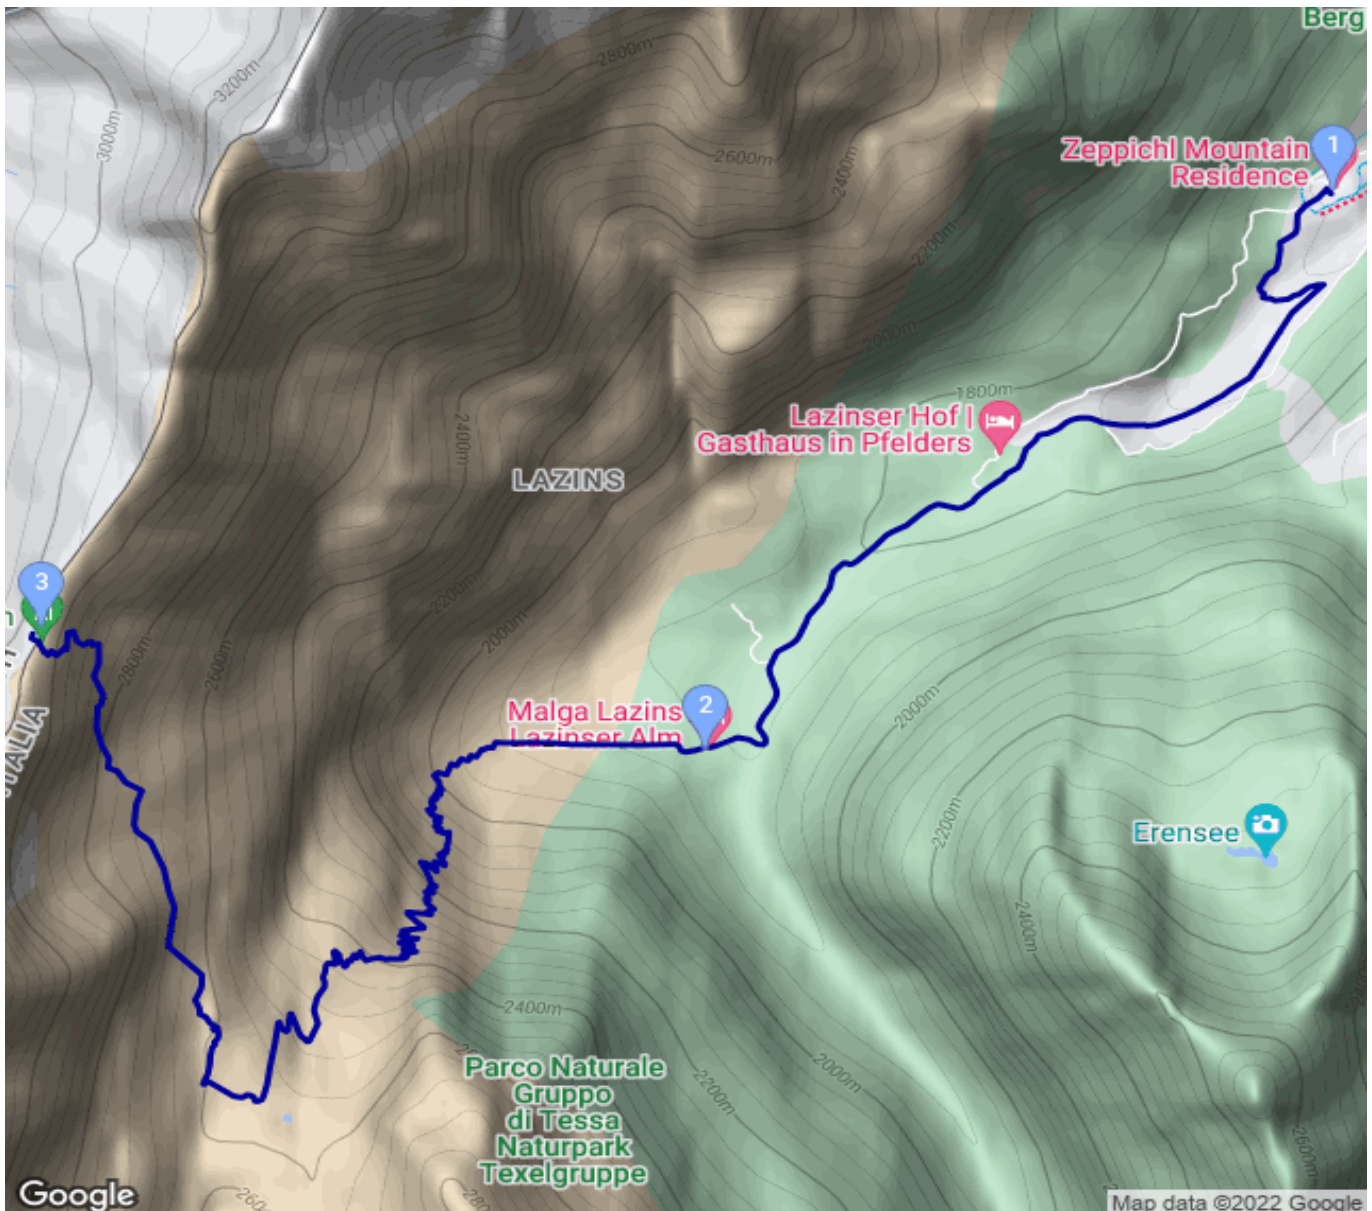 Berg
3200m
2800m
3000m
2600m
2400m
Zeppichl Mountain
Residence
1
2200m
2000m
1800m
Lazinser Hof |
Gasthaus in Pfelders
2400m
LAZINS
3
n
2200m
2000m
2800m
2600m
ITALIA
Malga Lazins
Lazinser Alm
2
2000m
2200m
Erensee
2400m
2400m
Parco Naturale
Gruppo
di Tessa
Naturpark
Texelgruppe
2000m
2200m
2600m
Google
Map data ©2022 Google